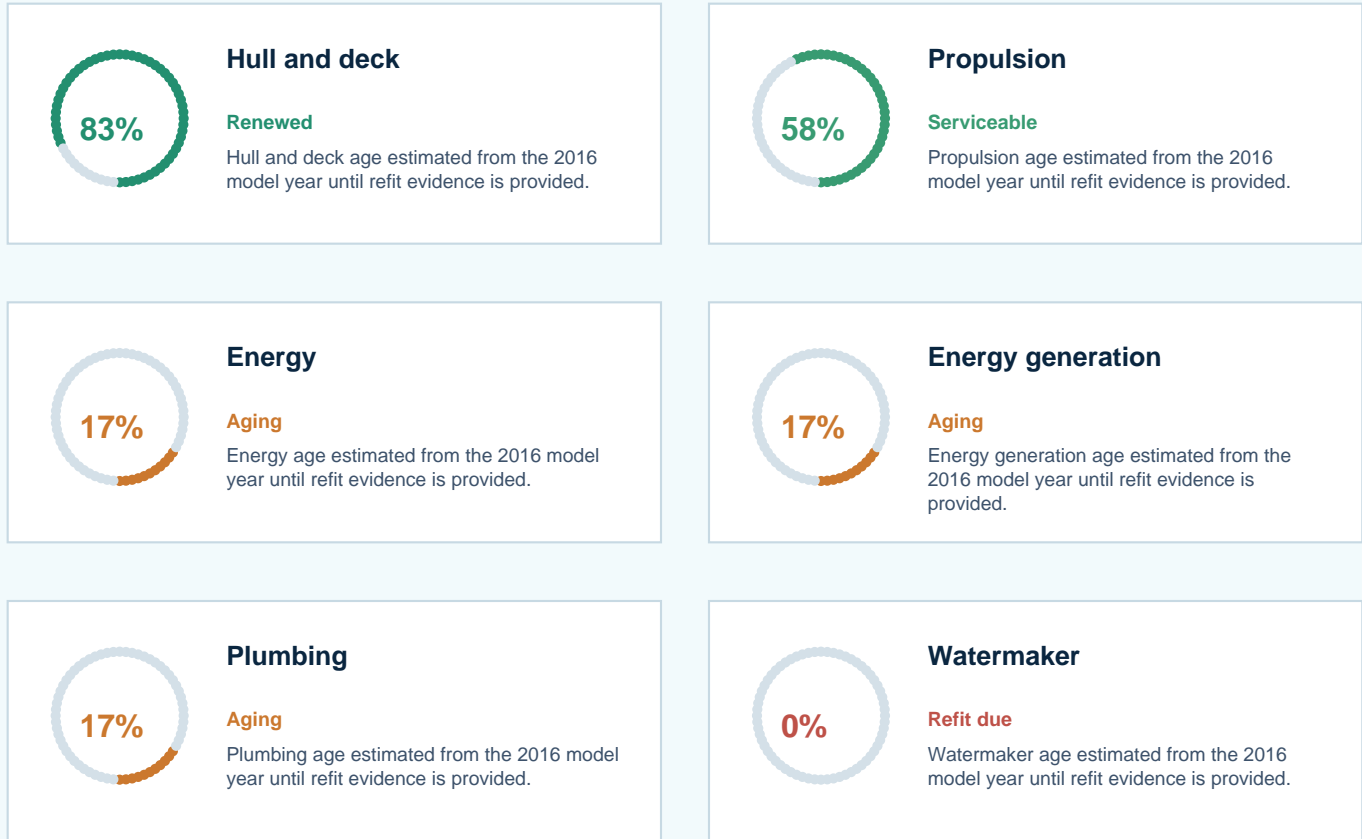 Hull and deck
83%
Renewed
Hull and deck age estimated from the 2016
model year until refit evidence is provided.
Propulsion
58%
Serviceable
Propulsion age estimated from the 2016
model year until refit evidence is provided.
Energy
17%
Aging
Energy age estimated from the 2016 model
year until refit evidence is provided.
Energy generation
17%
Aging
Energy generation age estimated from the
2016 model year until refit evidence is
provided.
Plumbing
17%
Aging
Plumbing age estimated from the 2016 model
year until refit evidence is provided.
Watermaker
0%
Refit due
Watermaker age estimated from the 2016
model year until refit evidence is provided.